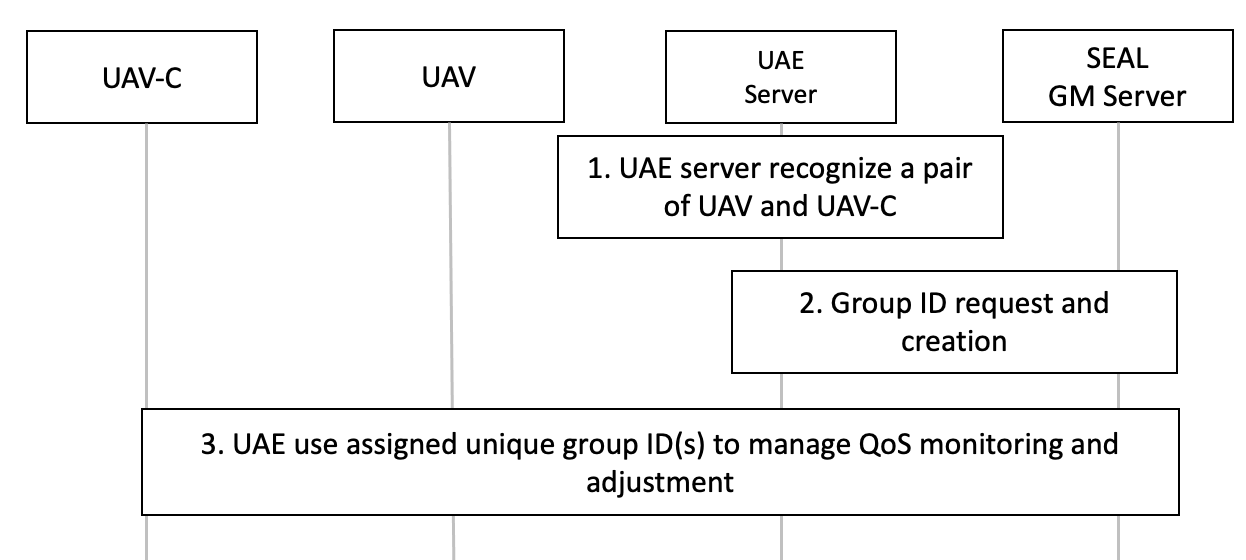 UAV-C
UAV
UAE
Server
SEAL
GM Server
1. UAE server recognize a pair
of UAV and UAV-C
2. Group ID request and
creation
3. UAE use assigned unique group ID(s) to manage QoS monitoring and
adjustment